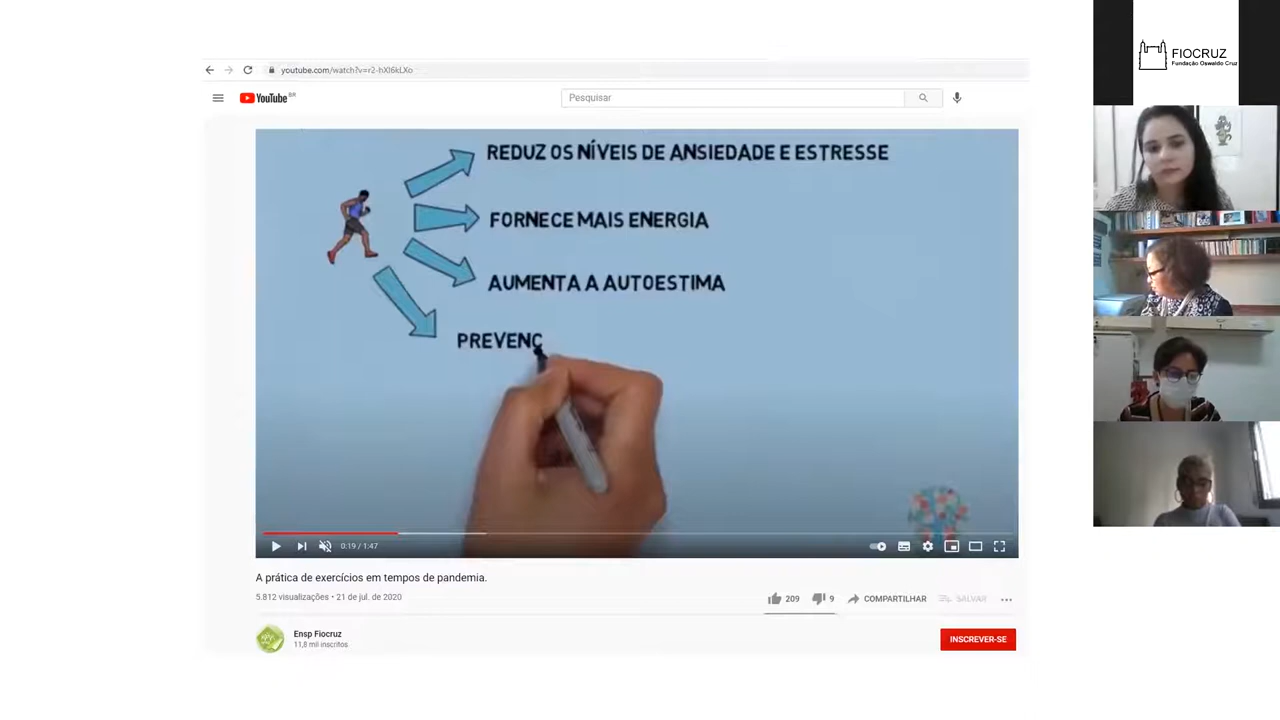 youtube.com/watch?v=r2-hXl6kLXo
YouTube BR
Pesquisar
REDUZ OS NÍVEIS DE ANSIEDADE E ESTRESSE
FORNECE MAIS ENERGIA
AUMENTA A AUTOESTIMA
PREVENÇ
0:19 / 1:47
A prática de exercícios em tempos de pandemia.
5.812 visualizações • 21 de jul. de 2020
209
9
COMPARTILHAR
SALVAR
Ensp Fiocruz
11,8 mil inscritos
INSCREVER-SE
FIOCRUZ
Fundação Oswaldo Cruz